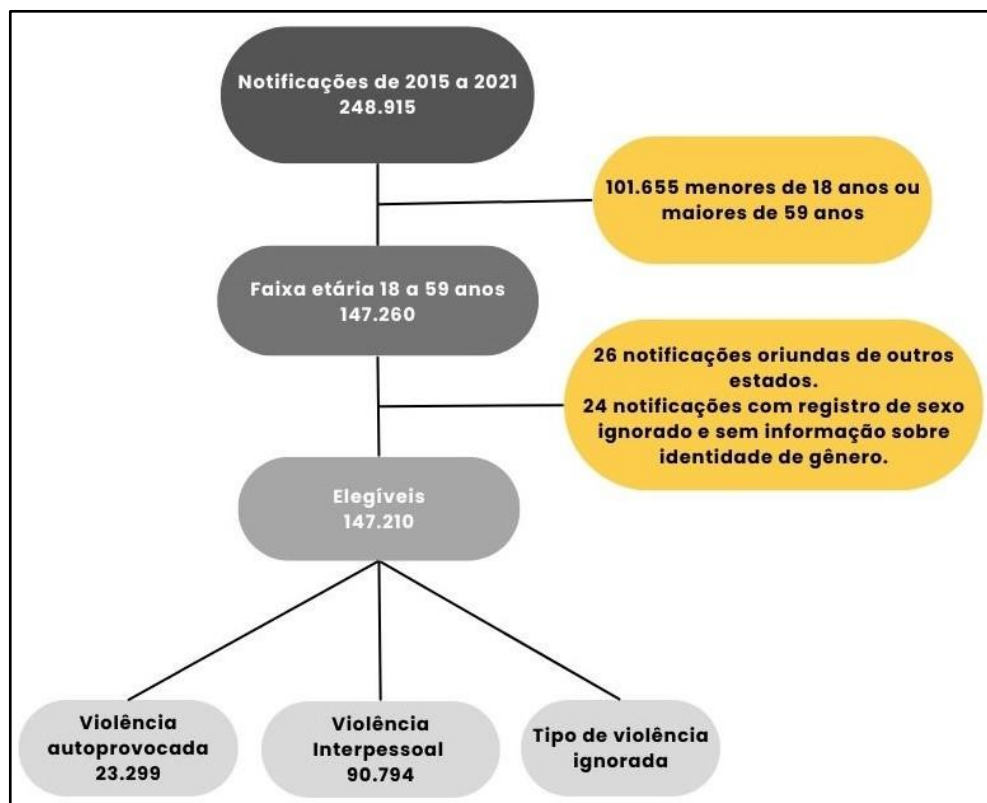 Notificações de 2015 a 2021
248.915
101.655 menores de 18 anos ou
maiores de 59 anos
Faixa etária 18 a 59 anos
147.260
26 notificações oriundas de outros
estados.
24 notificações com registro de sexo
ignorado e sem informação sobre
identidade de gênero.
Elegíveis
147.210
Violência
autoprovocada
23.299
Violência
Interpessoal
90.794
Tipo de violência
ignorada